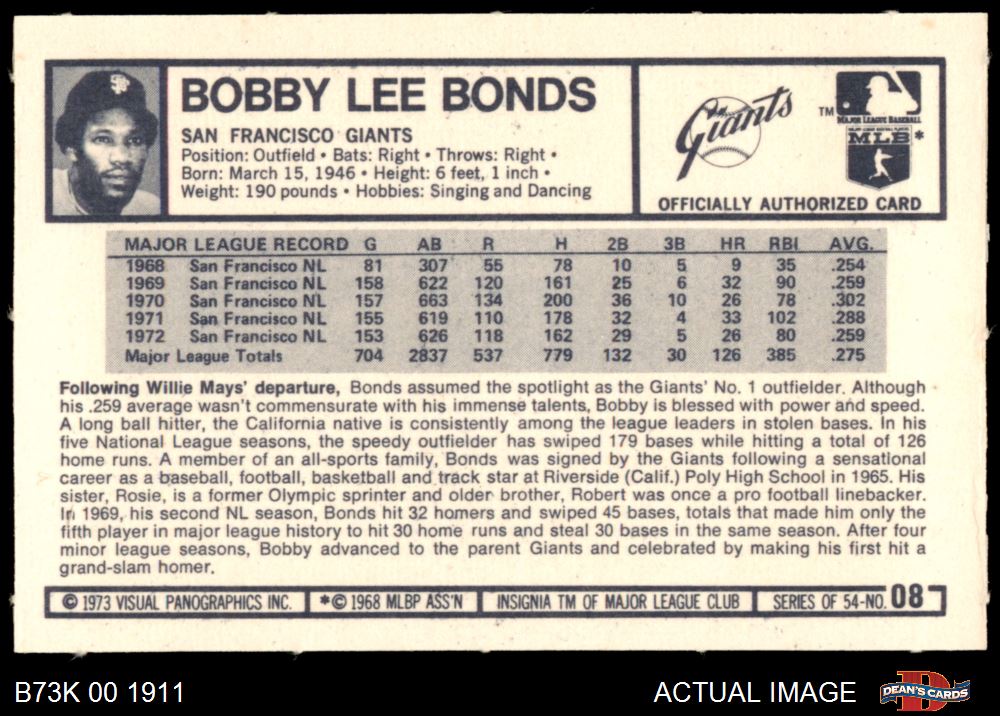 BOBBY LEE BONDS
SAN FRANCISCO GIANTS
Position: Outfield • Bats: Right • Throws: Right •
Born: March 15, 1946 • Height: 6 feet, 1 inch •
Weight: 190 pounds • Hobbies: Singing and Dancing
SF
Giants
TM
MAJOR LEAGUE BASEBALL
MAJOR LEAGUE BASEBALL PLAYERS
MLB*
OFFICIALLY AUTHORIZED CARD
MAJOR LEAGUE RECORD G AB R H 2B 3B HR RBI AVG.
1968 San Francisco NL 81 307 55 78 10 5 9 35 .254
1969 San Francisco NL 158 622 120 161 25 6 32 90 .259
1970 San Francisco NL 157 663 134 200 36 10 26 78 .302
1971 San Francisco NL 155 619 110 178 32 4 33 102 .288
1972 San Francisco NL 153 626 118 162 29 5 26 80 .259
Major League Totals 704 2837 537 779 132 30 126 385 .275
Following Willie Mays' departure, Bonds assumed the spotlight as the Giants' No. 1 outfielder. Although
his .259 average wasn't commensurate with his immense talents, Bobby is blessed with power and speed.
A long ball hitter, the California native is consistently among the league leaders in stolen bases. In his
five National League seasons, the speedy outfielder has swiped 179 bases while hitting a total of 126
home runs. A member of an all-sports family, Bonds was signed by the Giants following a sensational
career as a baseball, football, basketball and track star at Riverside (Calif.) Poly High School in 1965. His
sister, Rosie, is a former Olympic sprinter and older brother, Robert was once a pro football linebacker.
In 1969, his second NL season, Bonds hit 32 homers and swiped 45 bases, totals that made him only the
fifth player in major league history to hit 30 home runs and steal 30 bases in the same season. After four
minor league seasons, Bobby advanced to the parent Giants and celebrated by making his first hit a
grand-slam homer.
© 1973 VISUAL PANOGRAPHICS INC. *© 1968 MLBP ASS'N INSIGNIA TM OF MAJOR LEAGUE CLUB SERIES OF 54-NO. 08
B73K 00 1911
ACTUAL IMAGE
DEAN'S CARDS